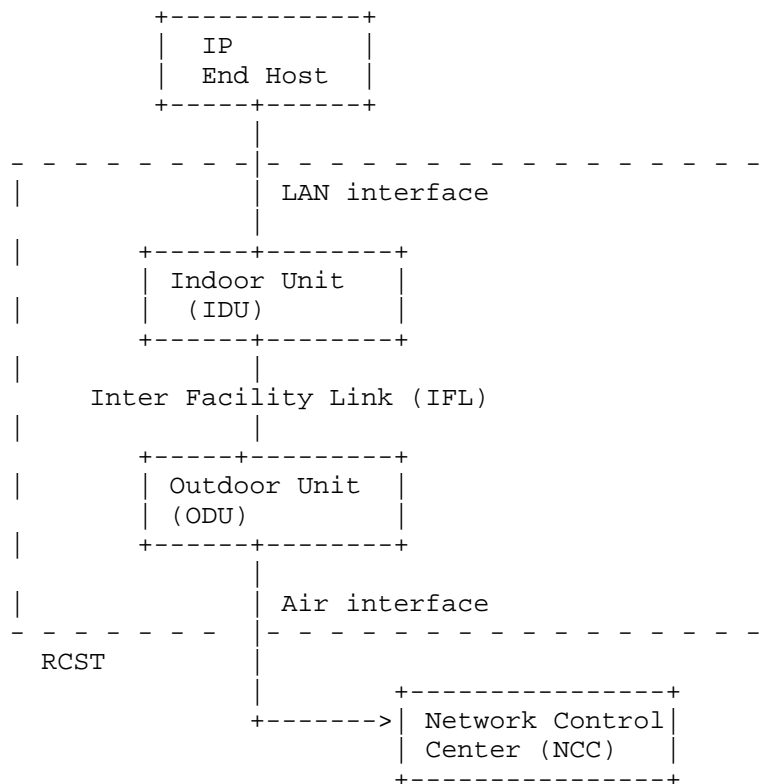 IP
End Host
LAN interface
Indoor Unit
(IDU)
Inter Facility Link (IFL)
Outdoor Unit
(ODU)
Air interface
RCST
Network Control
Center (NCC)